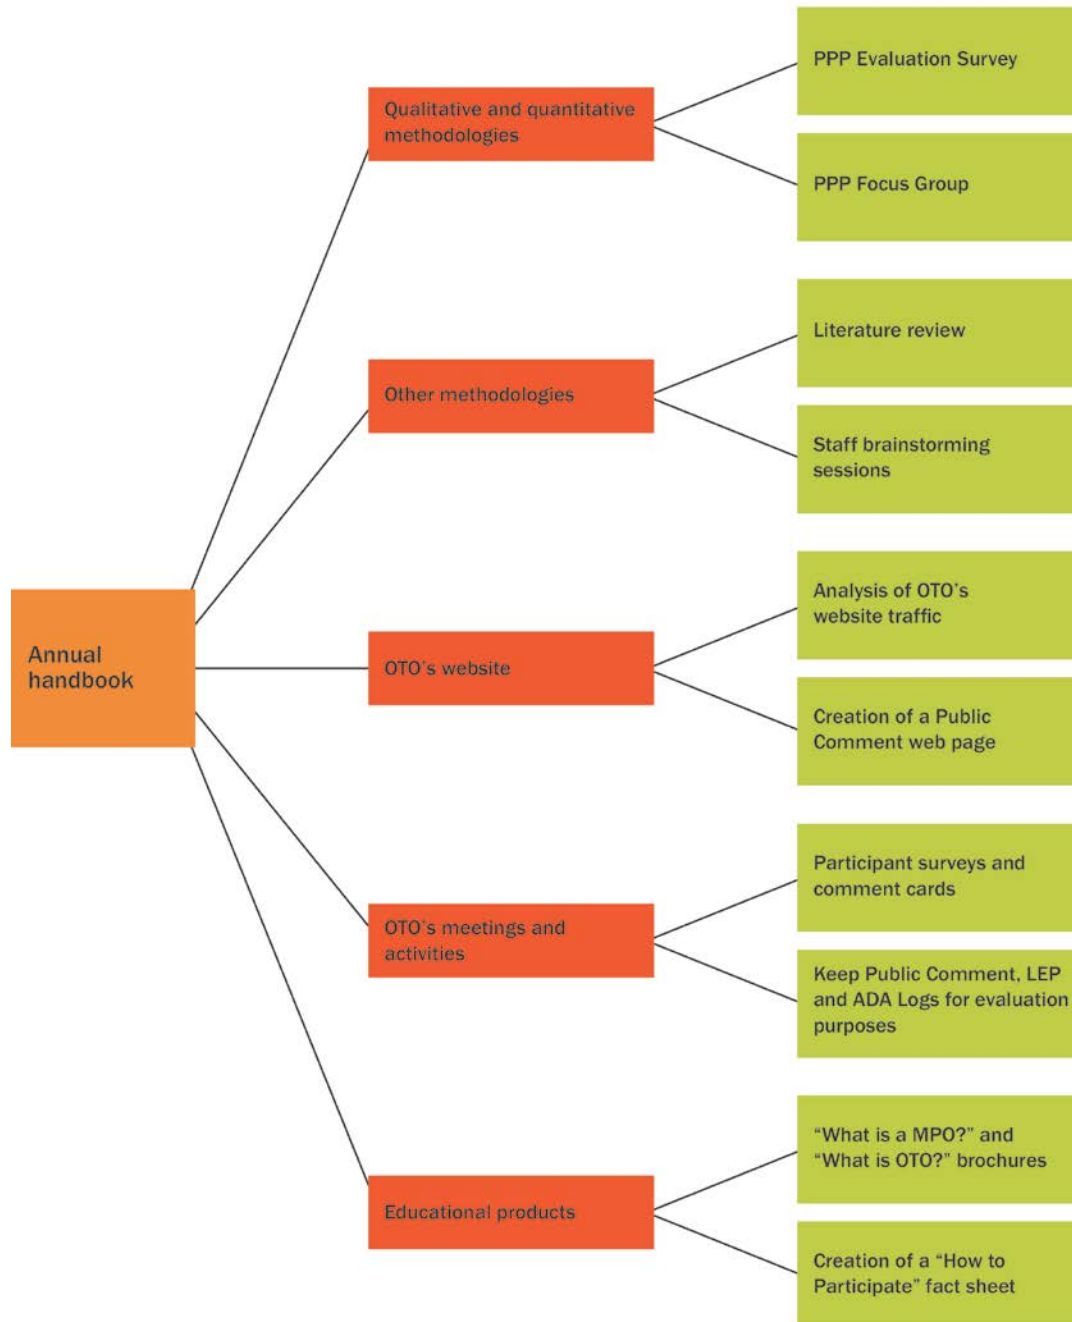 PPP Evaluation Survey
Qualitative and quantitative
methodologies
PPP Focus Group
Literature review
Other methodologies
Staff brainstorming
sessions
Annual
handbook
Analysis of OTO’s
website traffic
OTO’s website
Creation of a Public
Comment web page
Participant surveys and
comment cards
OTO’s meetings and
activities
Keep Public Comment, LEP
and ADA Logs for evaluation
purposes
“What is a MPO?” and
“What is OTO?” brochures
Educational products
Creation of a “How to
Participate” fact sheet